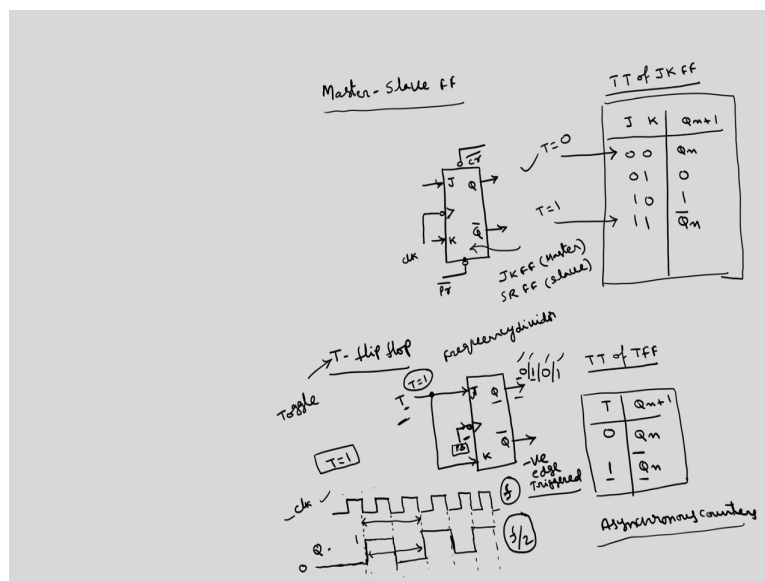 Master-Slave FF
TT of JK FF
J K Qn+1
T=0
0 0 Qn
0 1 0
1 0 1
T=1
1 1 Q̅n
C̅r̅
J Q
K Q̅
clk
P̅r̅
JK FF (Master)
SR FF (Slave)
T-flip flop
Frequency divider
Toggle
T=1
T
J Q
K Q̅
0/1/0/1
-ve
edge
Triggered
TT of TFF
T Qn+1
0 Qn
1 Q̅n
T=1
clk
f
Q. 1
0
f/2
Asynchronous counters